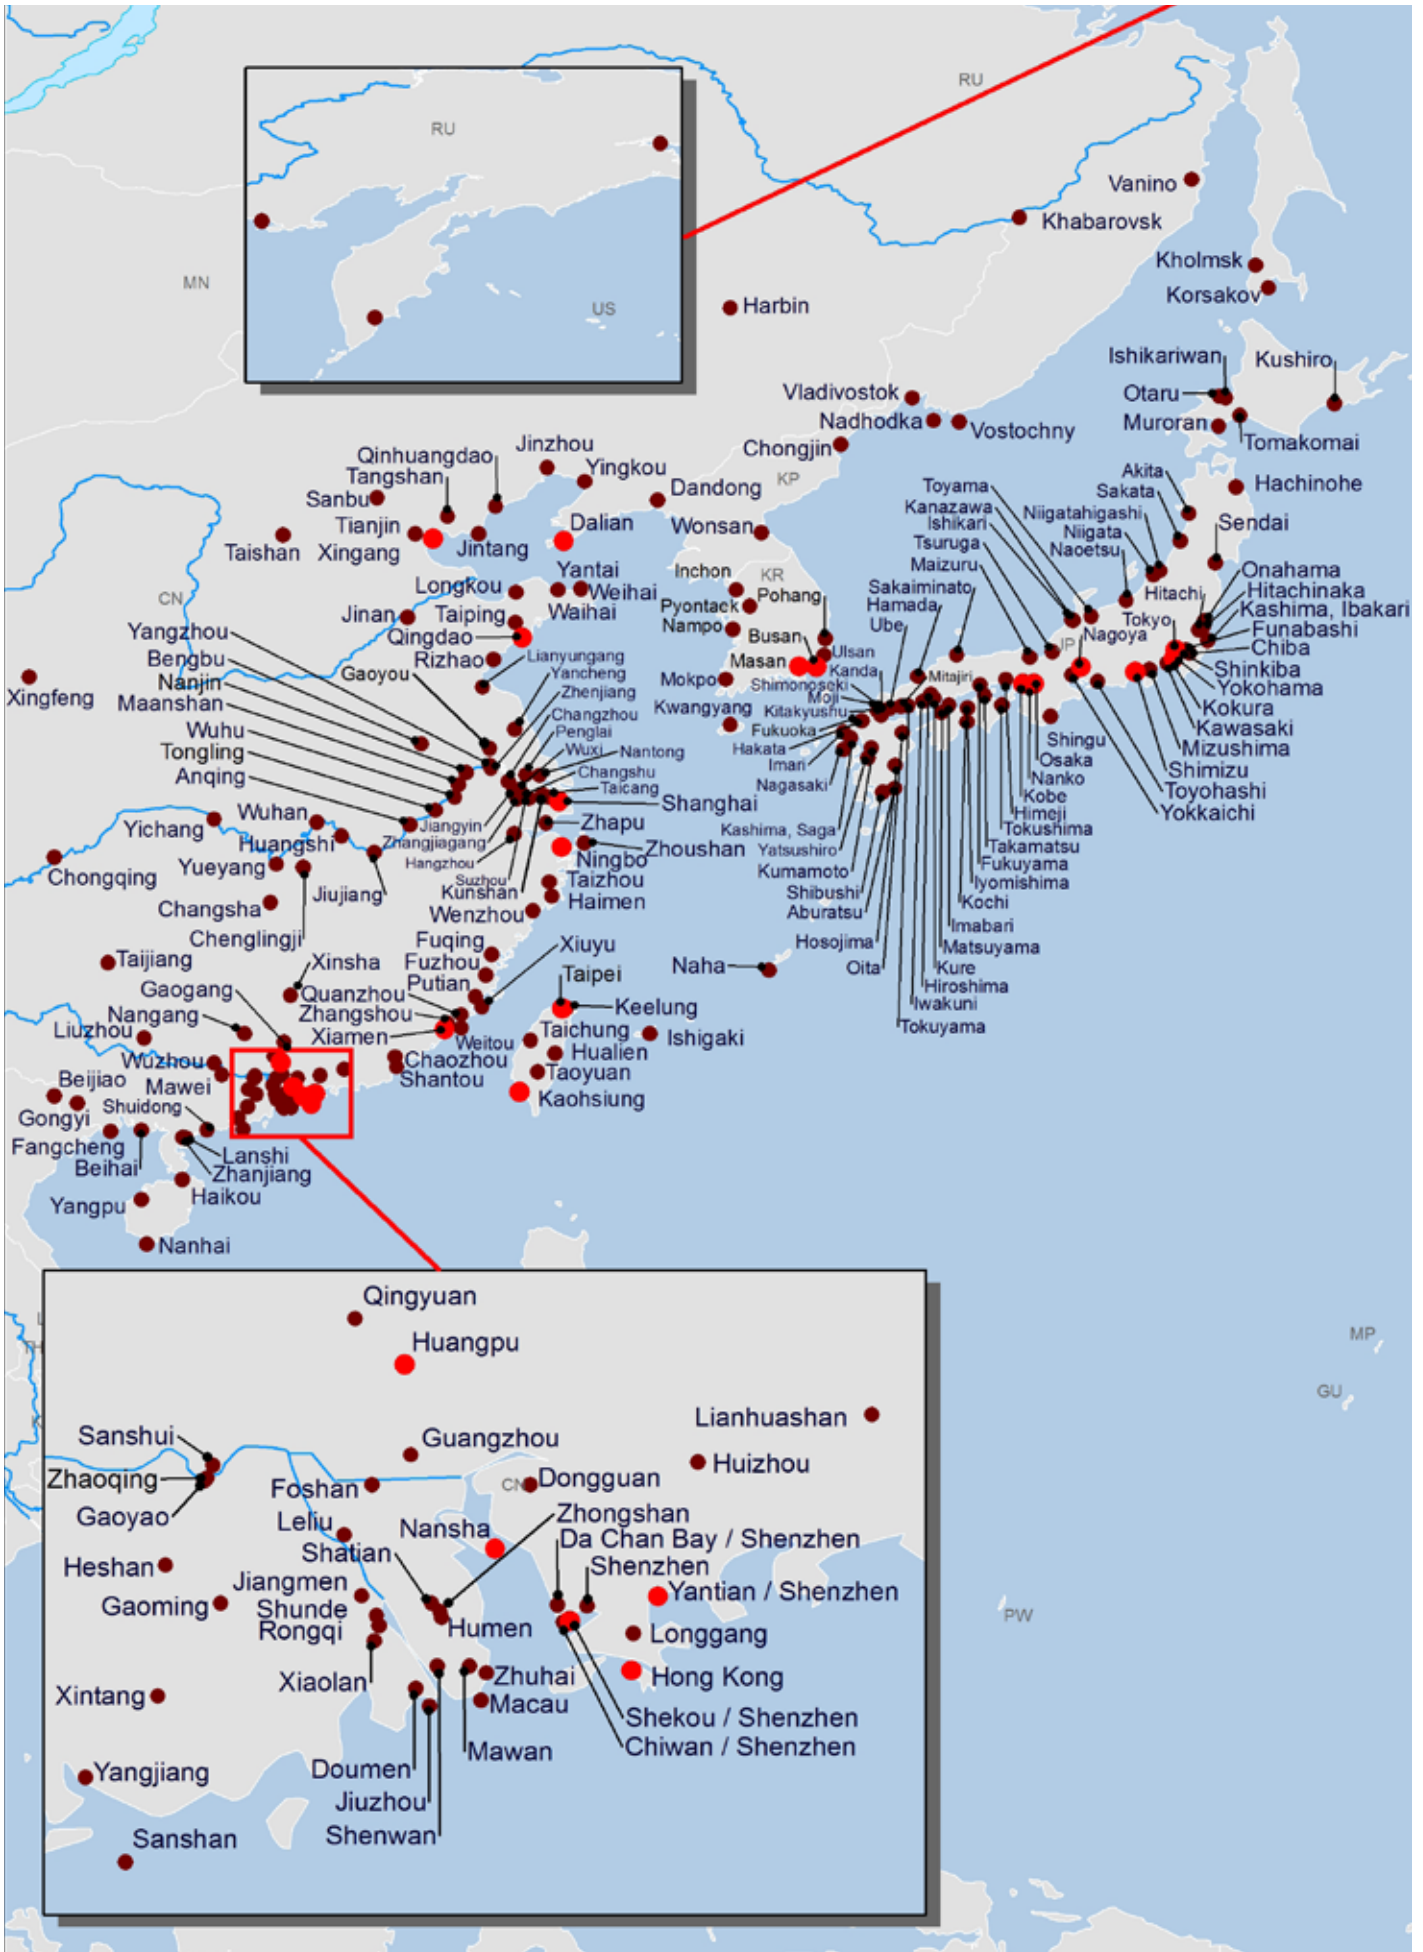 RU
RU
Vanino
Khabarovsk
Kholmsk
MN
Korsakov
US
Harbin
Ishikariwan
Kushiro
Otaru
Vladivostok
Nadhodka
Muroran
Vostochny
Tomakomai
Chongjin
Jinzhou
Qinhuangdao
Yingkou
Tangshan
Akita
KP
Toyama
Dandong
Hachinohe
Sakata
Sanbu
Kanazawa
Niigatahigashi
Ishikari
Tianjin
Dalian
Wonsan
Sendai
Niigata
Tsuruga
Taishan
Xingang
Jintang
Naoetsu
Maizuru
Yantai
Inchon
KR
Onahama
Longkou
Weihai
Pohang
Sakaiminato
Hitachinaka
Hitachi
CN
Waihai
Pyontaek
Hamada
Kashima, Ibakari
Jinan
Taiping
Nampo
Ube
Tokyo
Funabashi
Yangzhou
Qingdao
Busan
JP
Nagoya
Chiba
Bengbu
Rizhao
Lianyungang
Masan
Ulsan
Shinkiba
Gaoyou
Yancheng
Kanda
Mitajiri
Nanjin
Mokpo
Shimonoseki
Yokohama
Xingfeng
Zhenjiang
Moji
Maanshan
Changzhou
Kwangyang
Kitakyushu
Kokura
Wuhu
Penglai
Fukuoka
Kawasaki
Tongling
Wuxi
Nantong
Hakata
Shingu
Mizushima
Anqing
Changshu
Imari
Osaka
Shimizu
Taicang
Nagasaki
Nanko
Toyohashi
Shanghai
Kobe
Yokkaichi
Wuhan
Jiangyin
Zhapu
Himeji
Yichang
Huangshi
Zhangjiagang
Kashima, Saga
Tokushima
Zhoushan
Yatsushiro
Takamatsu
Yueyang
Hangzhou
Ningbo
Kumamoto
Fukuyama
Chongqing
Suzhou
Taizhou
Shibushi
Iyomishima
Jiujiang
Kunshan
Haimen
Aburatsu
Kochi
Changsha
Wenzhou
Hosojima
Imabari
Chenglingji
Fuqing
Xiuyu
Matsuyama
Taijiang
Xinsha
Fuzhou
Taipei
Naha
Oita
Kure
Gaogang
Quanzhou
Putian
Hiroshima
Nangang
Zhangshou
Keelung
Iwakuni
Liuzhou
Xiamen
Weitou
Taichung
Ishigaki
Tokuyama
Wuzhou
Chaozhou
Hualien
Beijiao
Mawei
Shantou
Taoyuan
Gongyi
Shuidong
Kaohsiung
Fangcheng
Beihai
Lanshi
Zhanjiang
Yangpu
Haikou
Nanhai
Qingyuan
Huangpu
MP
GU
Lianhuashan
Sanshui
Guangzhou
Huizhou
Zhaoqing
Foshan
CN
Dongguan
Gaoyao
Leliu
Nansha
Zhongshan
Shatian
Da Chan Bay / Shenzhen
Heshan
Shenzhen
Jiangmen
Yantian / Shenzhen
Gaoming
Shunde
PW
Rongqi
Humen
Longgang
Xiaolan
Zhuhai
Hong Kong
Xintang
Macau
Shekou / Shenzhen
Mawan
Chiwan / Shenzhen
Yangjiang
Doumen
Jiuzhou
Sanshan
Shenwan